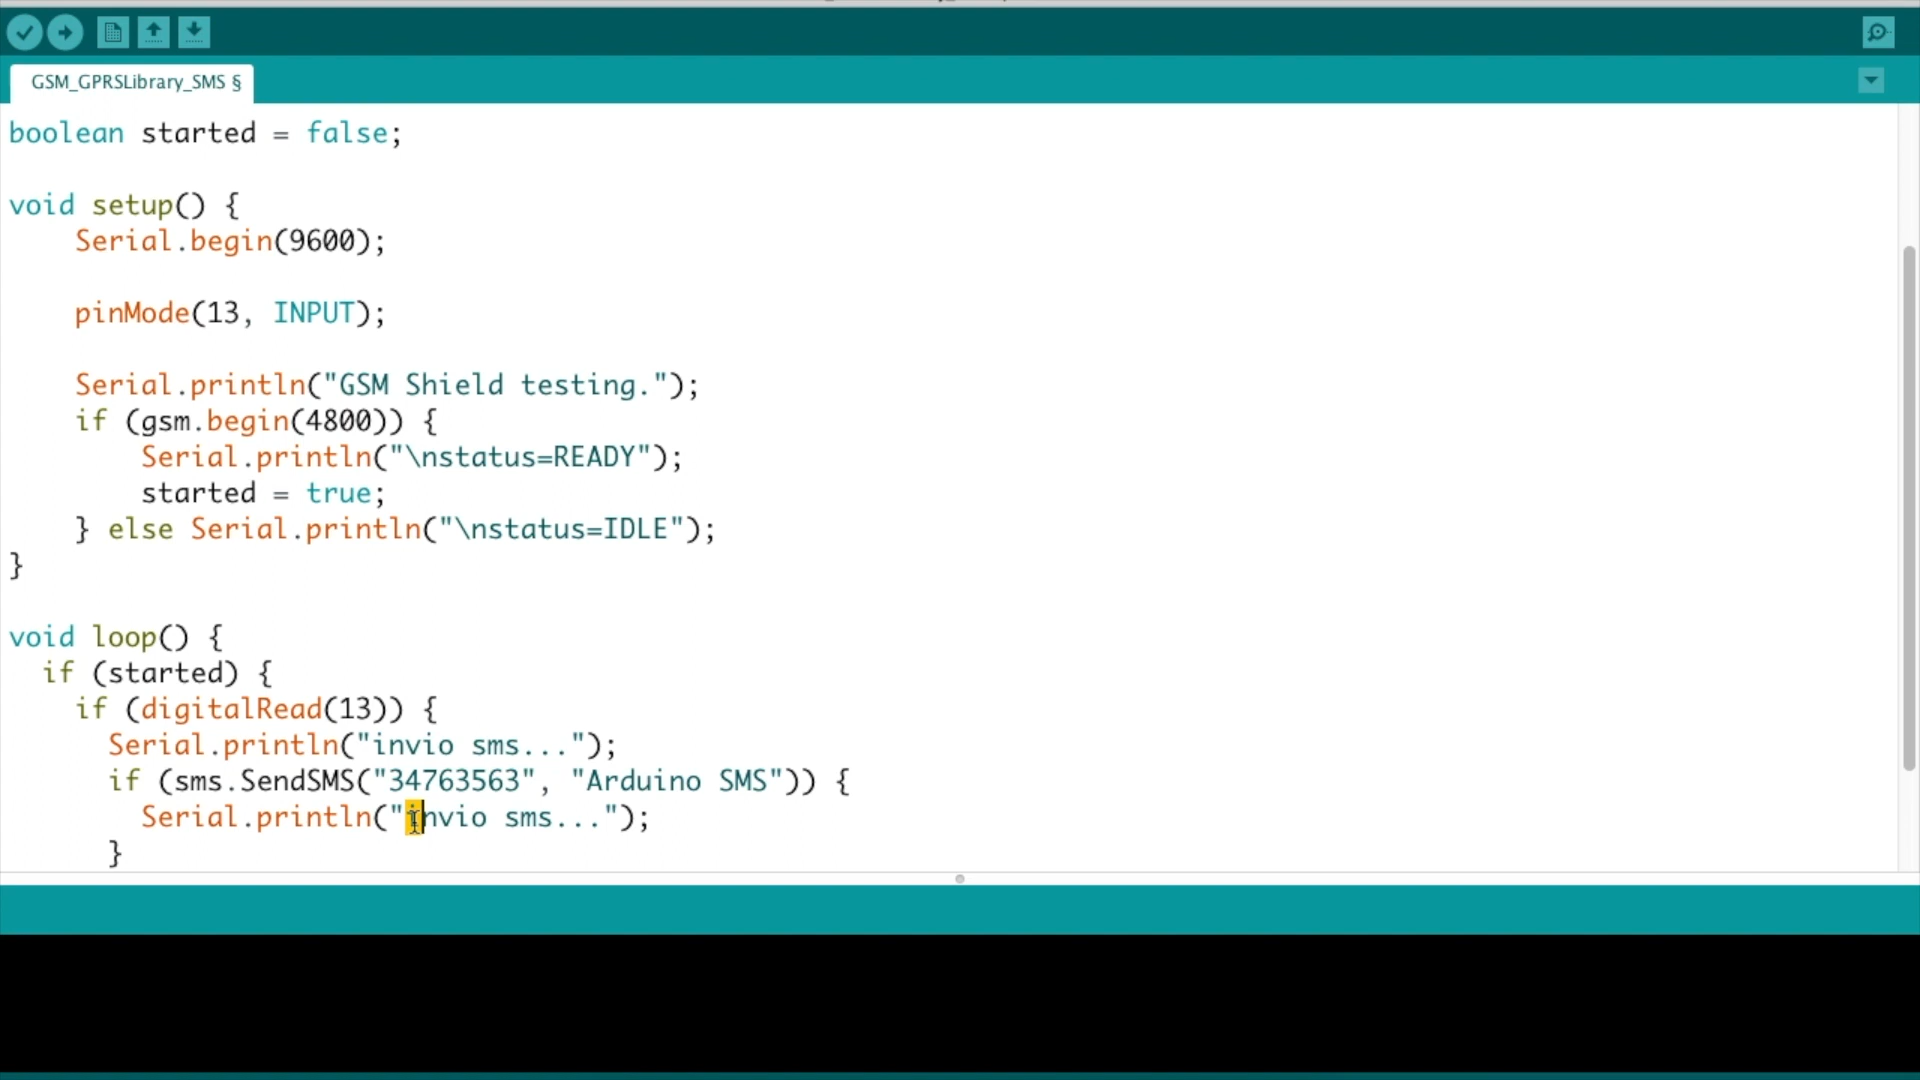 GSM_GPRSLibrary_SMS §
boolean started = false;
void setup() {
Serial.begin(9600);
pinMode(13, INPUT);
Serial.println("GSM Shield testing.");
if (gsm.begin(4800)) {
Serial.println("\nstatus=READY");
started = true;
} else Serial.println("\nstatus=IDLE");
}
void loop() {
if (started) {
if (digitalRead(13)) {
Serial.println("invio sms...");
if (sms.SendSMS("34763563", "Arduino SMS")) {
Serial.println("invio sms...");
}